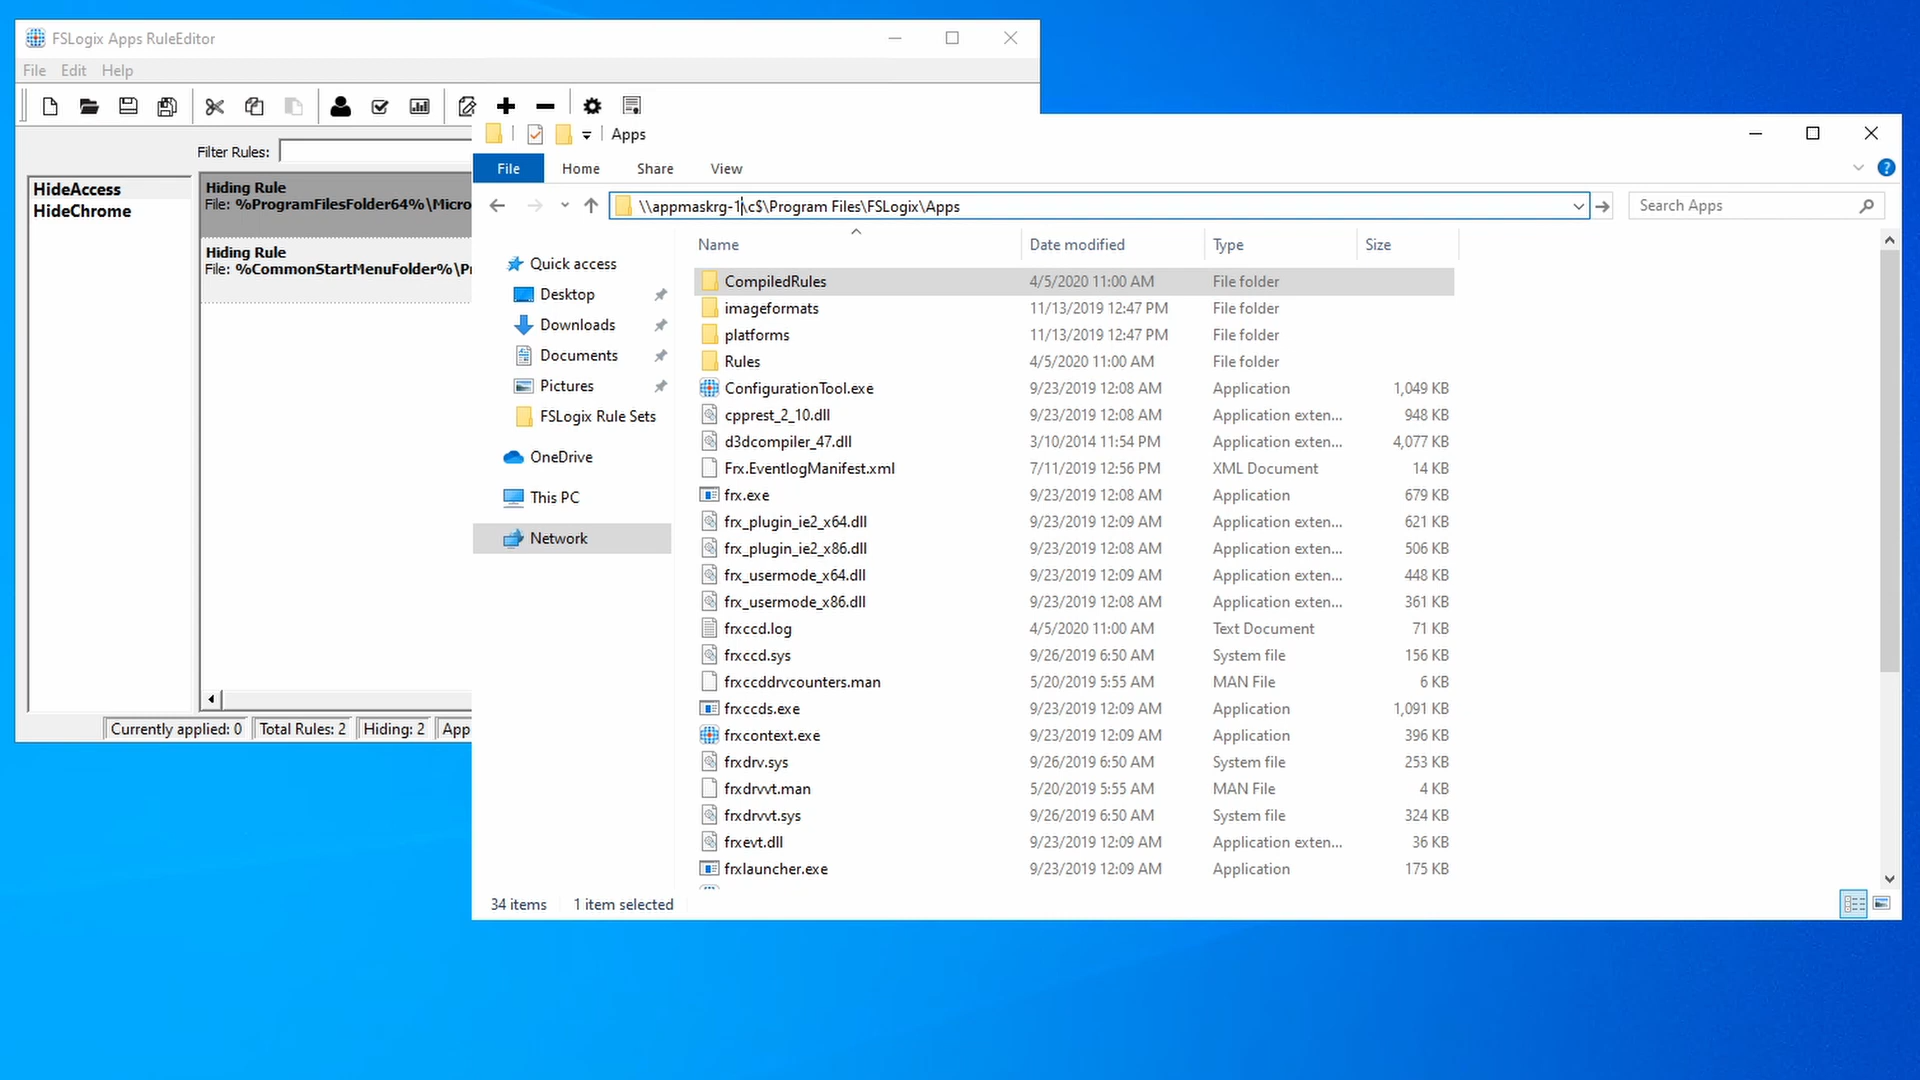 FSLogix Apps RuleEditor
File Edit Help
Filter Rules:
HideAccess
HideChrome
Hiding Rule
File: %ProgramFilesFolder64%\Micro
Hiding Rule
File: %CommonStartMenuFolder%\P
Currently applied: 0 Total Rules: 2 Hiding: 2 App
Apps
File Home Share View
\\appmaskrg-1\c$\Program Files\FSLogix\Apps
Search Apps
Quick access
Desktop
Downloads
Documents
Pictures
FSLogix Rule Sets
OneDrive
This PC
Network
Name Date modified Type Size
CompiledRules 4/5/2020 11:00 AM File folder
imageformats 11/13/2019 12:47 PM File folder
platforms 11/13/2019 12:47 PM File folder
Rules 4/5/2020 11:00 AM File folder
ConfigurationTool.exe 9/23/2019 12:08 AM Application 1,049 KB
cpprest_2_10.dll 9/23/2019 12:08 AM Application exten... 948 KB
d3dcompiler_47.dll 3/10/2014 11:54 PM Application exten... 4,077 KB
Frx.EventlogManifest.xml 7/11/2019 12:56 PM XML Document 14 KB
frx.exe 9/23/2019 12:08 AM Application 679 KB
frx_plugin_ie2_x64.dll 9/23/2019 12:09 AM Application exten... 621 KB
frx_plugin_ie2_x86.dll 9/23/2019 12:08 AM Application exten... 506 KB
frx_usermode_x64.dll 9/23/2019 12:09 AM Application exten... 448 KB
frx_usermode_x86.dll 9/23/2019 12:08 AM Application exten... 361 KB
frxccd.log 4/5/2020 11:00 AM Text Document 71 KB
frxccd.sys 9/26/2019 6:50 AM System file 156 KB
frxccddrvcounters.man 5/20/2019 5:55 AM MAN File 6 KB
frxccds.exe 9/23/2019 12:09 AM Application 1,091 KB
frxcontext.exe 9/23/2019 12:09 AM Application 396 KB
frxdrv.sys 9/26/2019 6:50 AM System file 253 KB
frxdrvvt.man 5/20/2019 5:55 AM MAN File 4 KB
frxdrvvt.sys 9/26/2019 6:50 AM System file 324 KB
frxevt.dll 9/23/2019 12:09 AM Application exten... 36 KB
frxlauncher.exe 9/23/2019 12:09 AM Application 175 KB
34 items 1 item selected